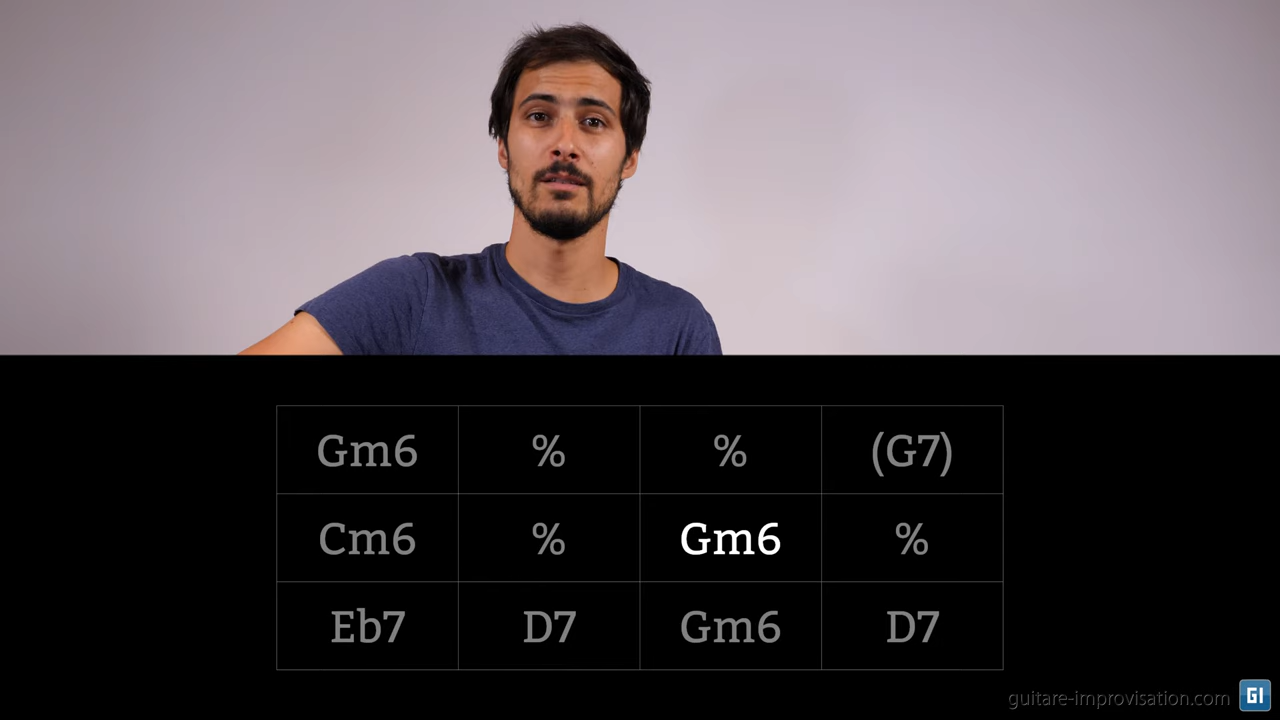 Gm6 % % (G7)
Cm6 % Gm6 %
Eb7 D7 Gm6 D7
guitare-improvisation.com GI